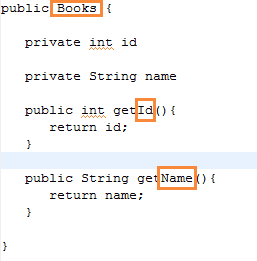 public Books {
private int id
private String name
public int getId(){
return id;
}
public String getName(){
return name;
}
}